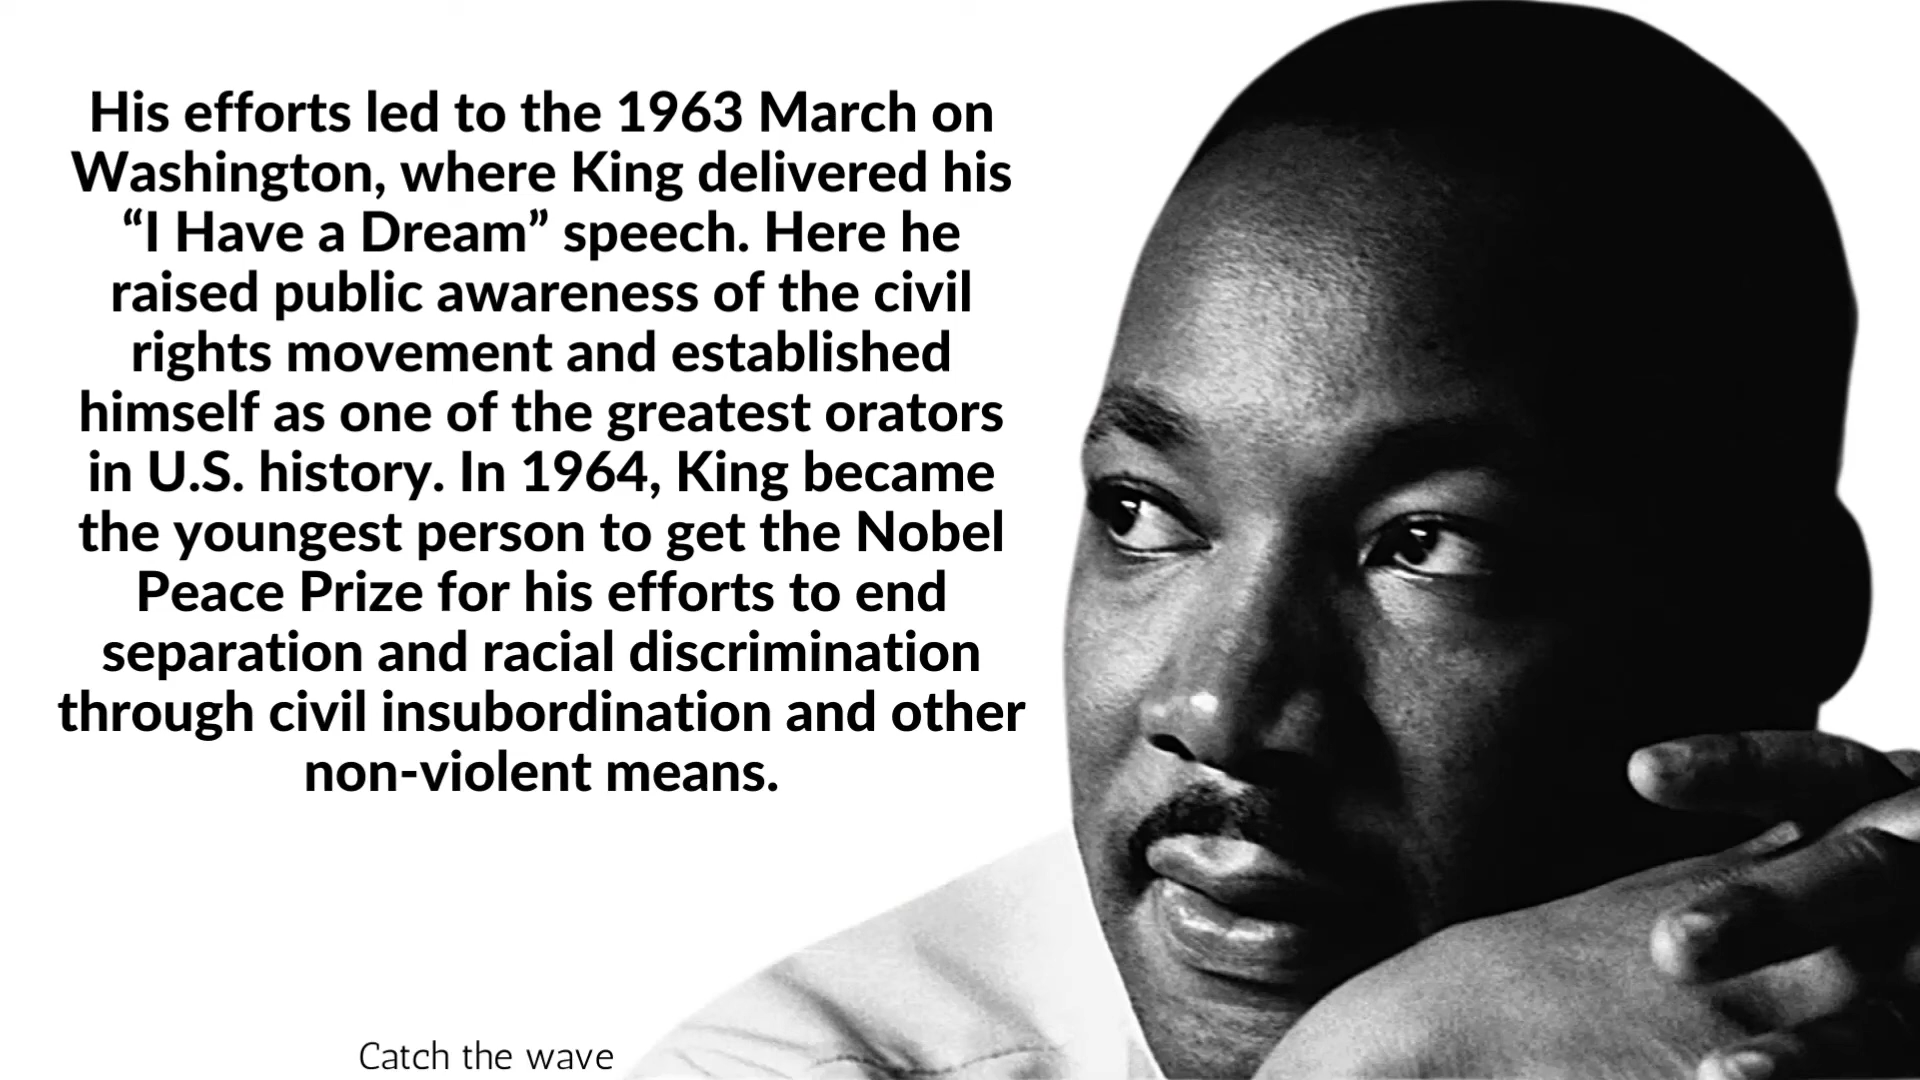 His efforts led to the 1963 March on
Washington, where King delivered his
“I Have a Dream” speech. Here he
raised public awareness of the civil
rights movement and established
himself as one of the greatest orators
in U.S. history. In 1964, King became
the youngest person to get the Nobel
Peace Prize for his efforts to end
separation and racial discrimination
through civil insubordination and other
non-violent means.
Catch the wave